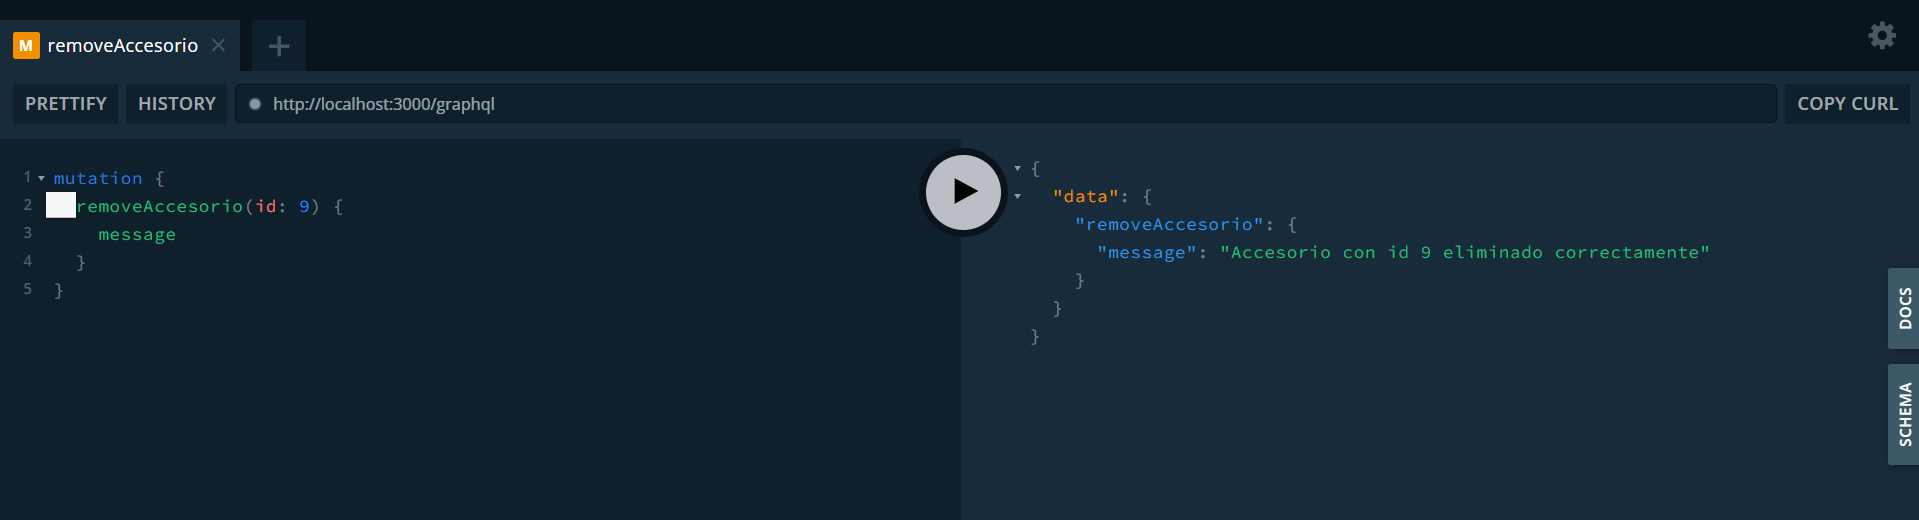 M removeAccesorio
PRETTIFY HISTORY http://localhost:3000/graphql COPY CURL
1 mutation {
2 removeAccesorio(id: 9) {
3 message
4 }
5 }
{
"data": {
"removeAccesorio": {
"message": "Accesorio con id 9 eliminado correctamente"
}
}
}
DOCS
SCHEMA